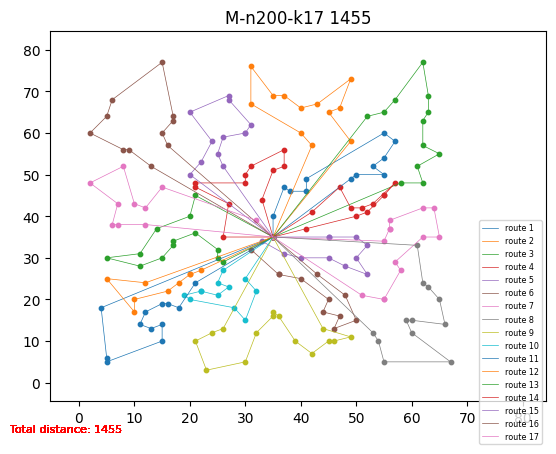 M-n200-k17 1455
80
70
60
50
40
30
20
10
0
0 10 20 30 40 50 60 70 80
route 1
route 2
route 3
route 4
route 5
route 6
route 7
route 8
route 9
route 10
route 11
route 12
route 13
route 14
route 15
route 16
route 17
Total distance: 1455